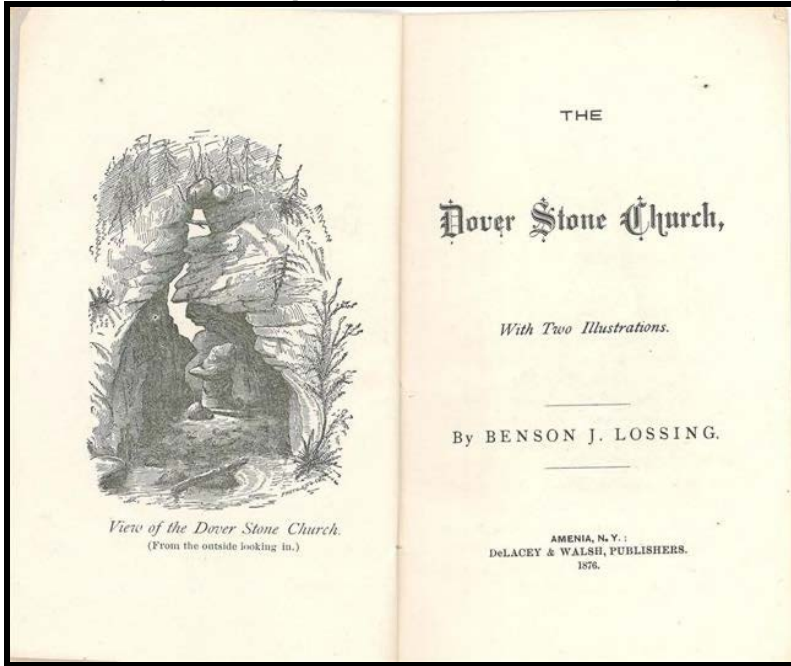 View of the Dover Stone Church.
(From the outside looking in.)
THE
Dover Stone Church,
With Two Illustrations.
By BENSON J. LOSSING.
AMENIA, N. Y. :
DELACEY & WALSH, PUBLISHERS.
1876.